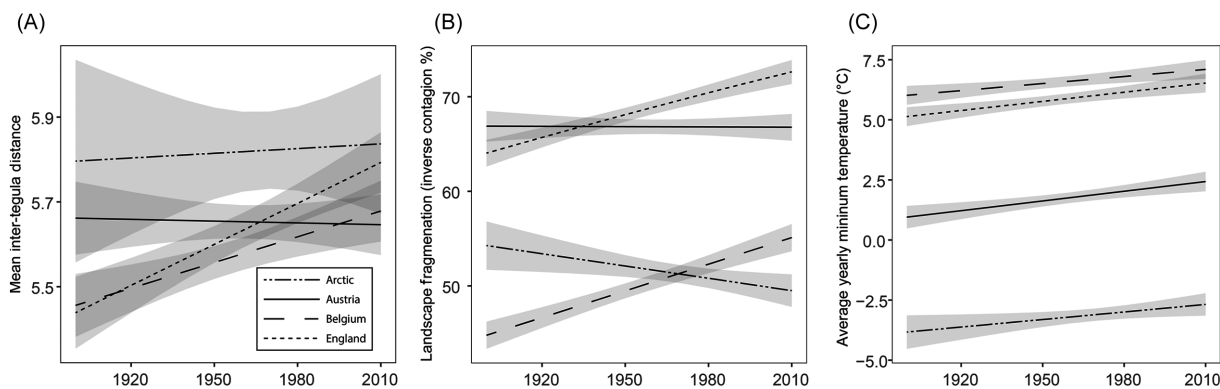 (A)
Mean inter-tegula distance
5.9
5.7
5.5
Arctic
Austria
Belgium
England
1920 1950 1980 2010
(B)
Landscape fragmenation (inverse contagion %)
70
60
50
1920 1950 1980 2010
(C)
Average yearly minumum temperature (°C)
7.5
5.0
2.5
0.0
−2.5
−5.0
1920 1950 1980 2010